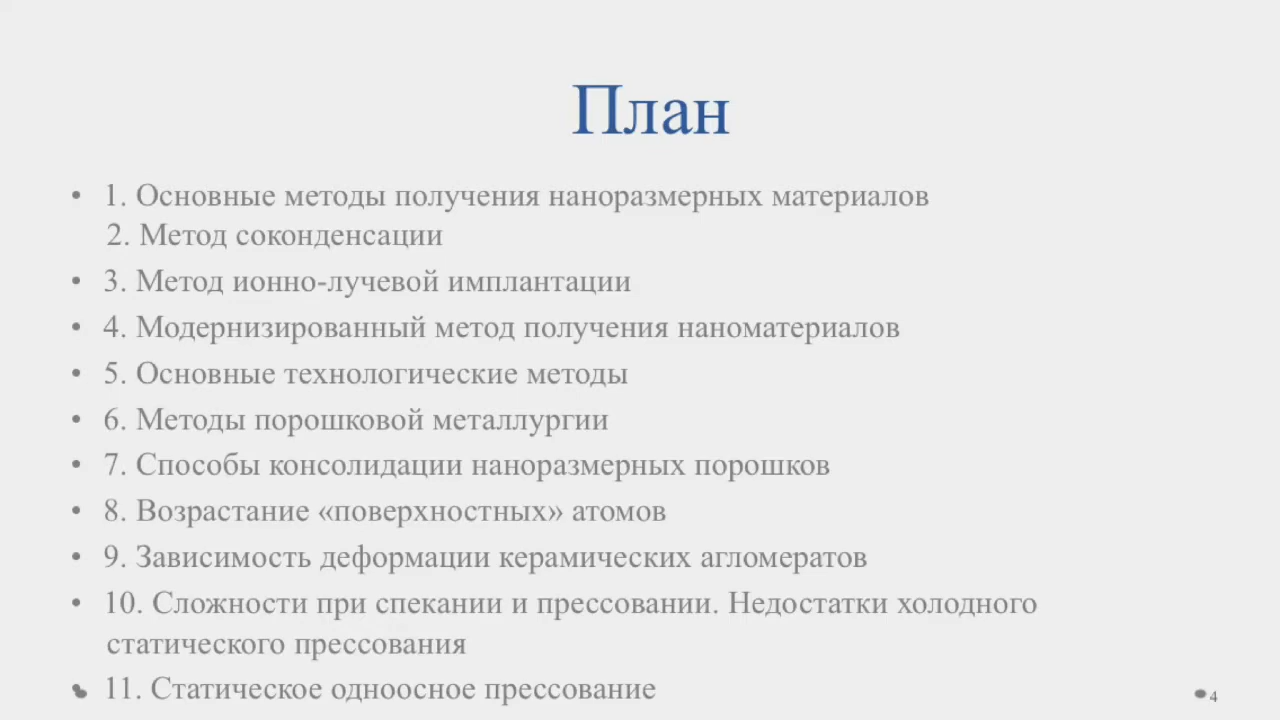 План
• 1. Основные методы получения наноразмерных материалов
2. Метод соконденсации
• 3. Метод ионно-лучевой имплантации
• 4. Модернизированный метод получения наноматериалов
• 5. Основные технологические методы
• 6. Методы порошковой металлургии
• 7. Способы консолидации наноразмерных порошков
• 8. Возрастание «поверхностных» атомов
• 9. Зависимость деформации керамических агломератов
• 10. Сложности при спекании и прессовании. Недостатки холодного
статического прессования
• 11. Статическое одноосное прессование
4